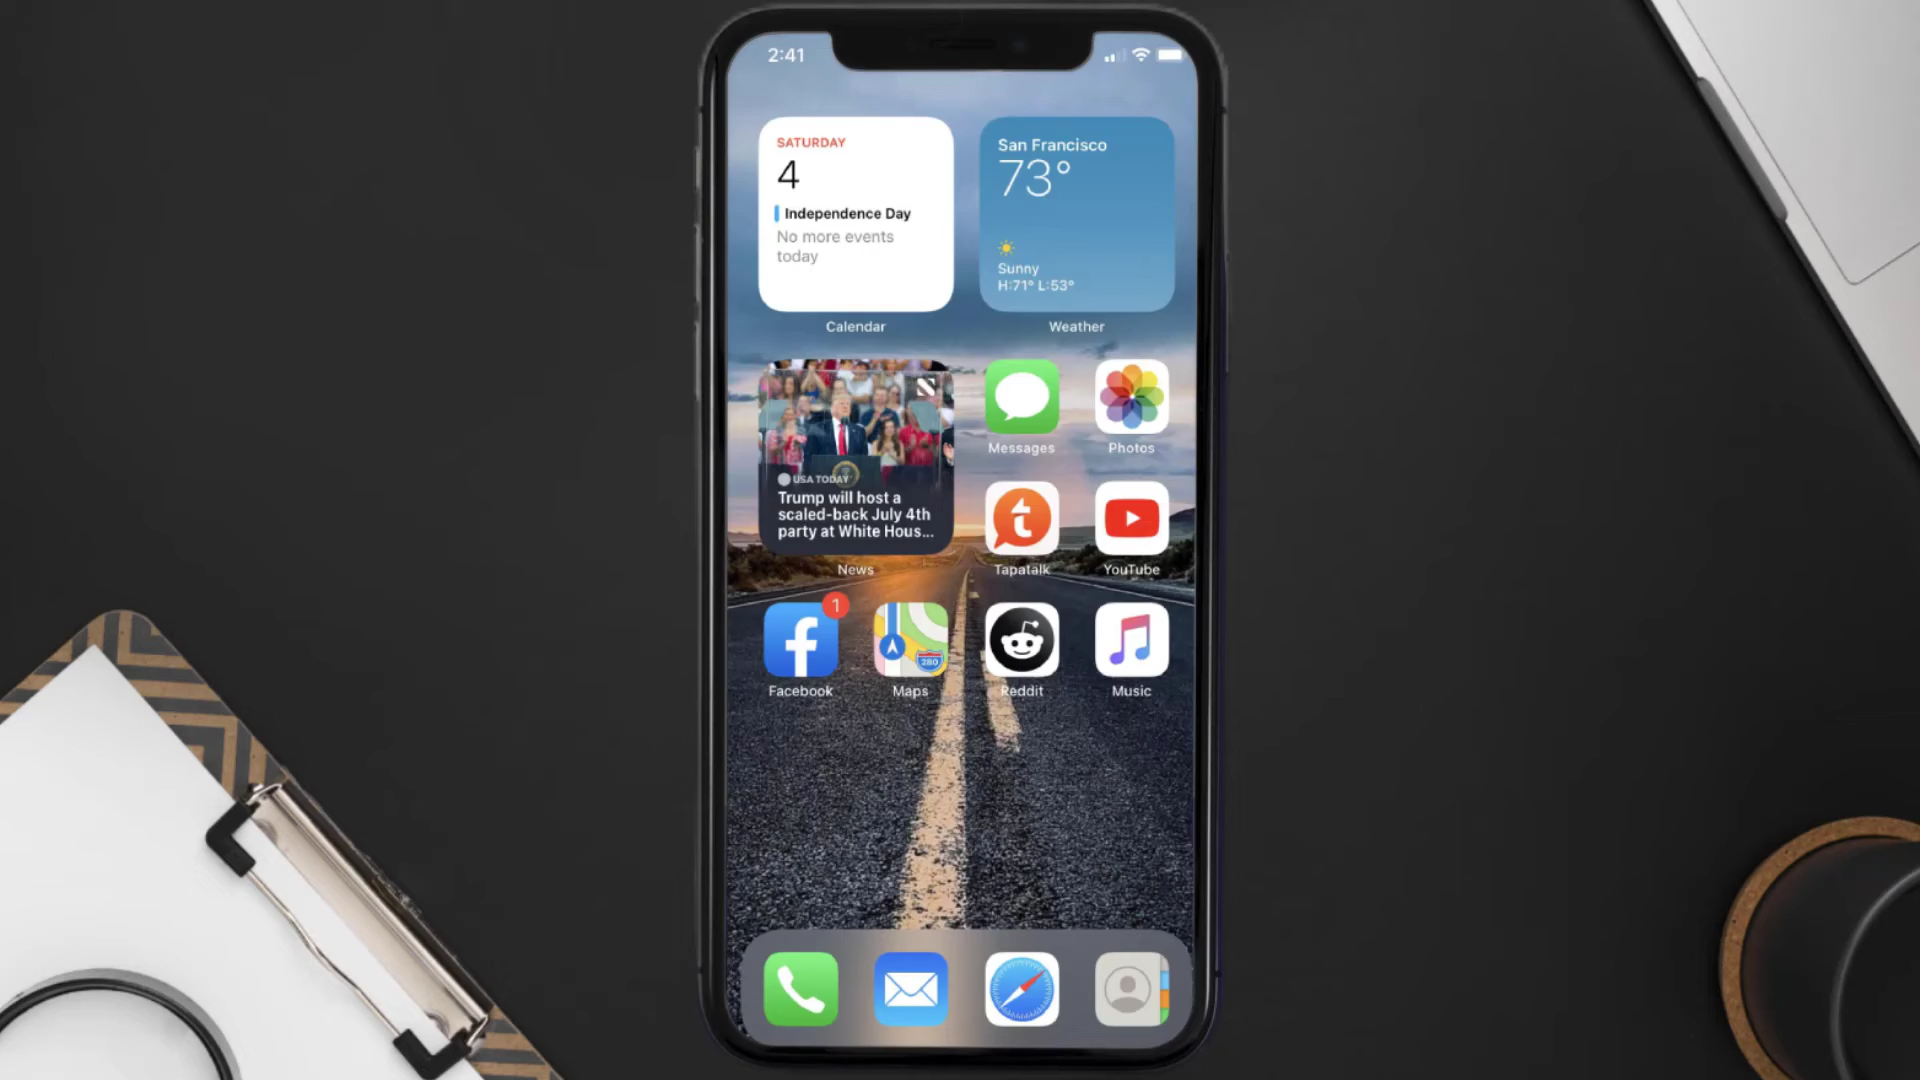 2:41
SATURDAY
4
Independence Day
No more events
today
Calendar
San Francisco
73°
Sunny
H:71° L:53°
Weather
USA TODAY
Trump will host a
scaled-back July 4th
party at White Hous...
News
Messages
Photos
Tapatalk
YouTube
1
280
Facebook
Maps
Reddit
Music